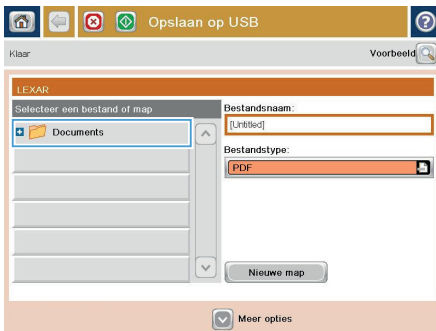 Opslaan op USB
Klaar
Voorbeeld
LEXAR
Selecteer een bestand of map
Documents
Bestandsnaam:
[Untitled]
Bestandstype:
PDF
Nieuwe map
Meer opties